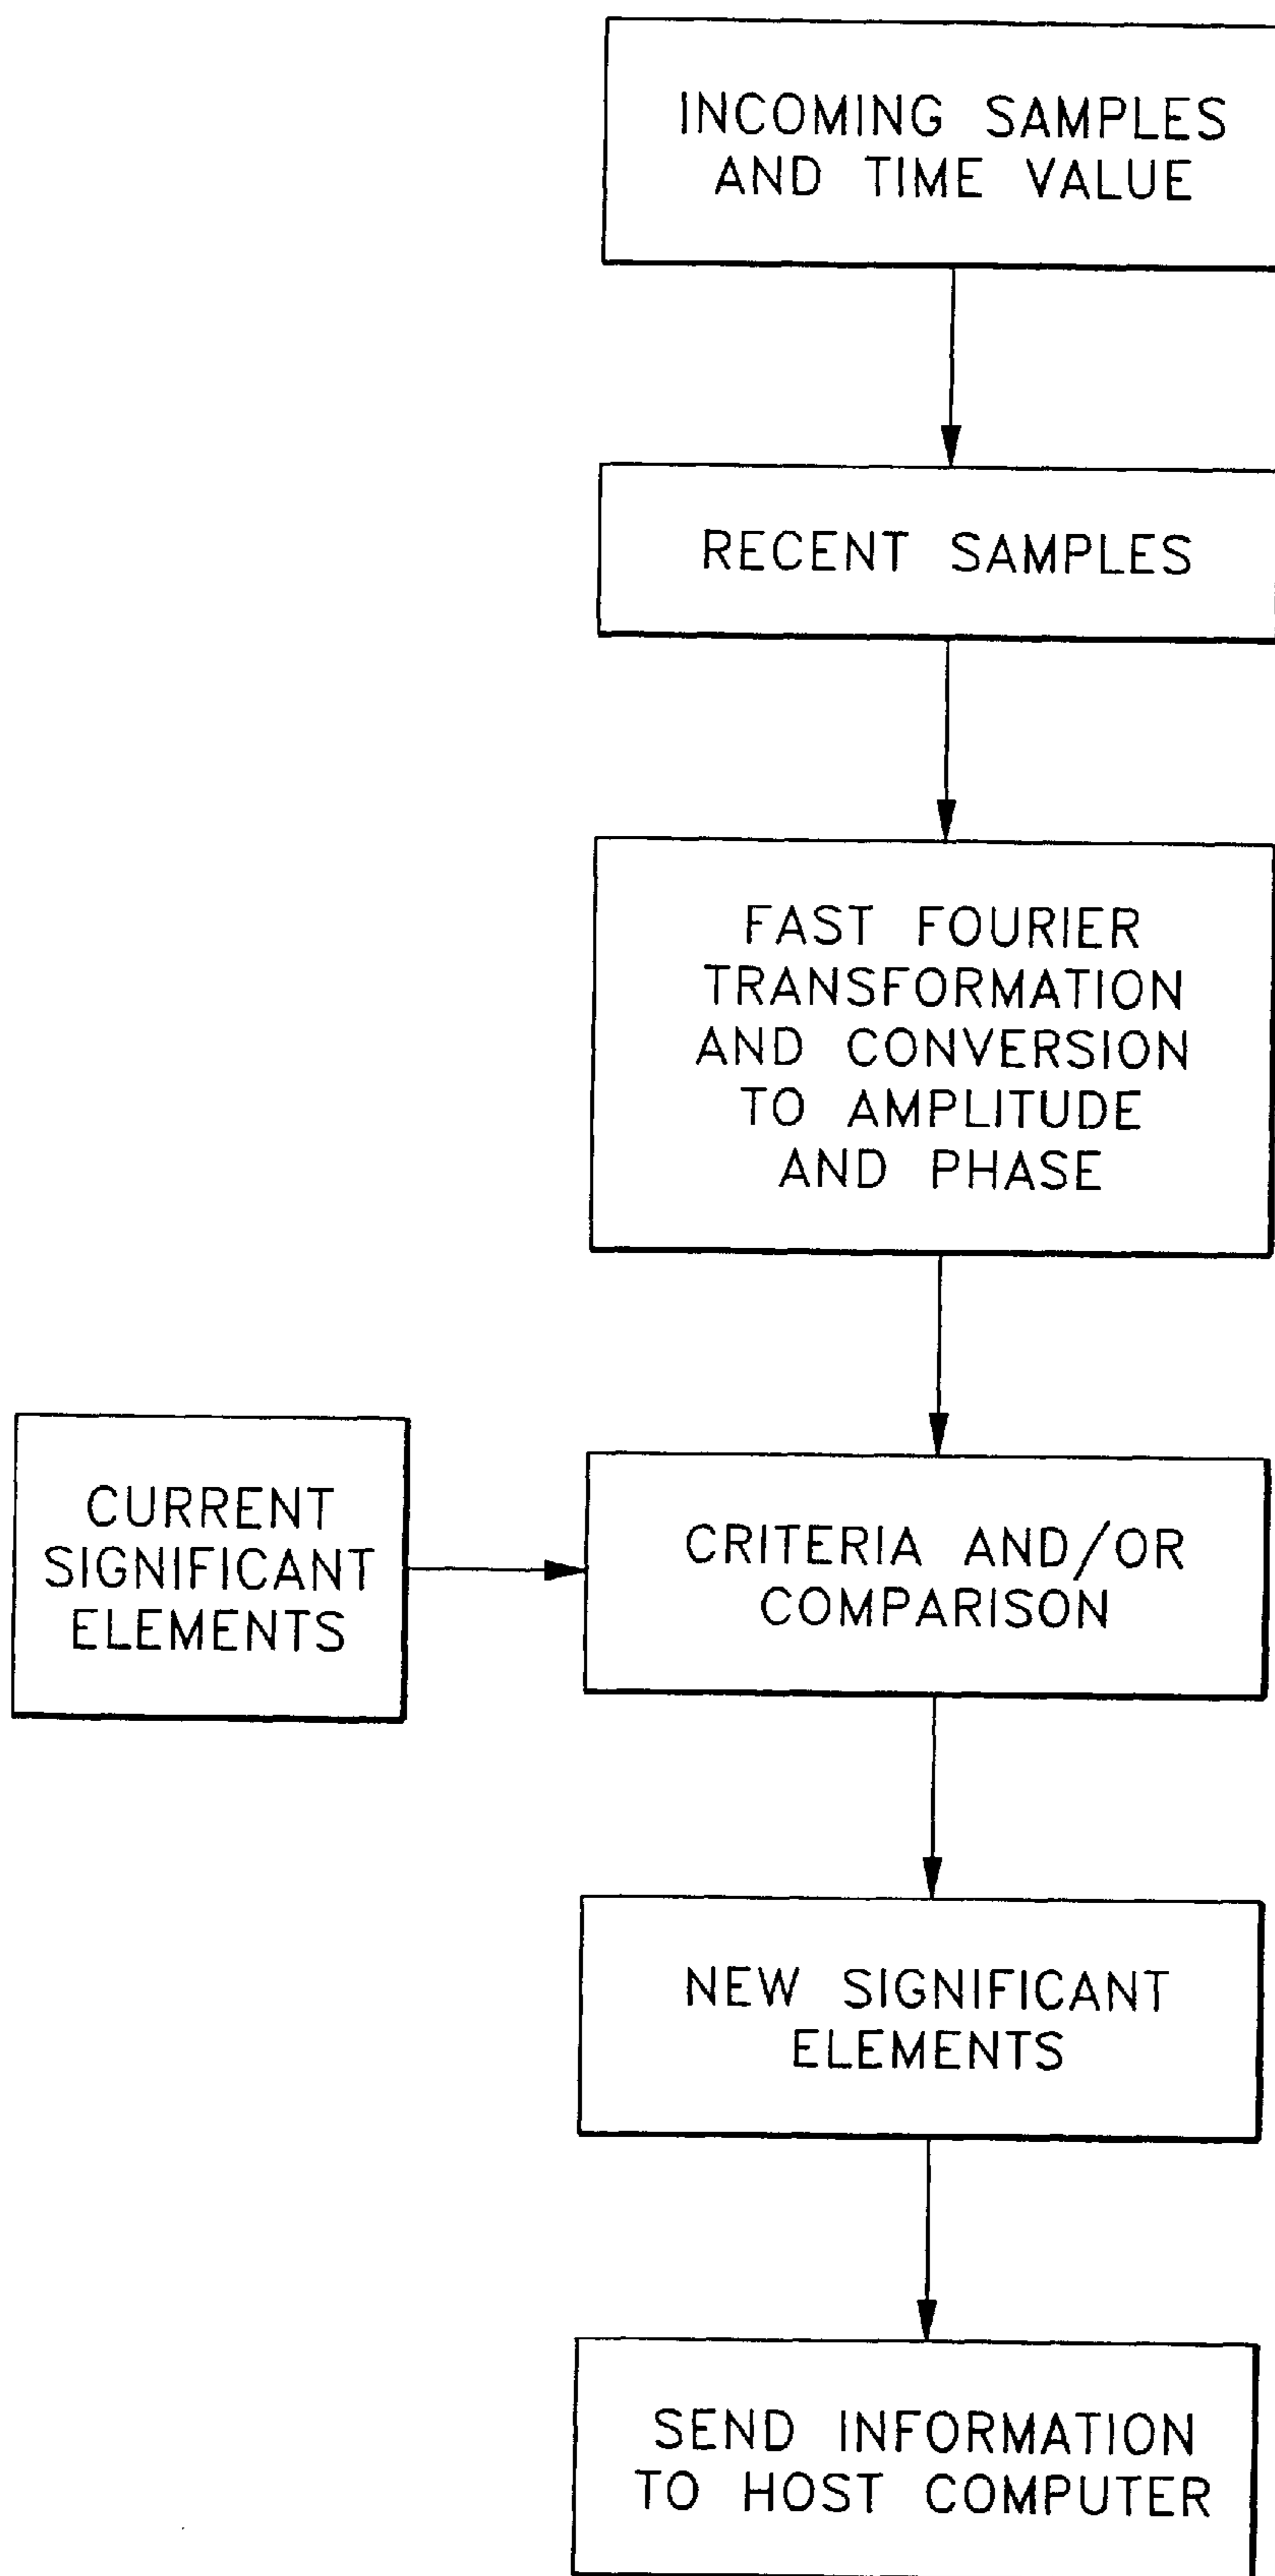 INCOMING SAMPLES
AND TIME VALUE
RECENT SAMPLES
FAST FOURIER
TRANSFORMATION
AND CONVERSION
TO AMPLITUDE
AND PHASE
CURRENT
SIGNIFICANT
ELEMENTS
CRITERIA AND/OR
COMPARISON
NEW SIGNIFICANT
ELEMENTS
SEND INFORMATION
TO HOST COMPUTER